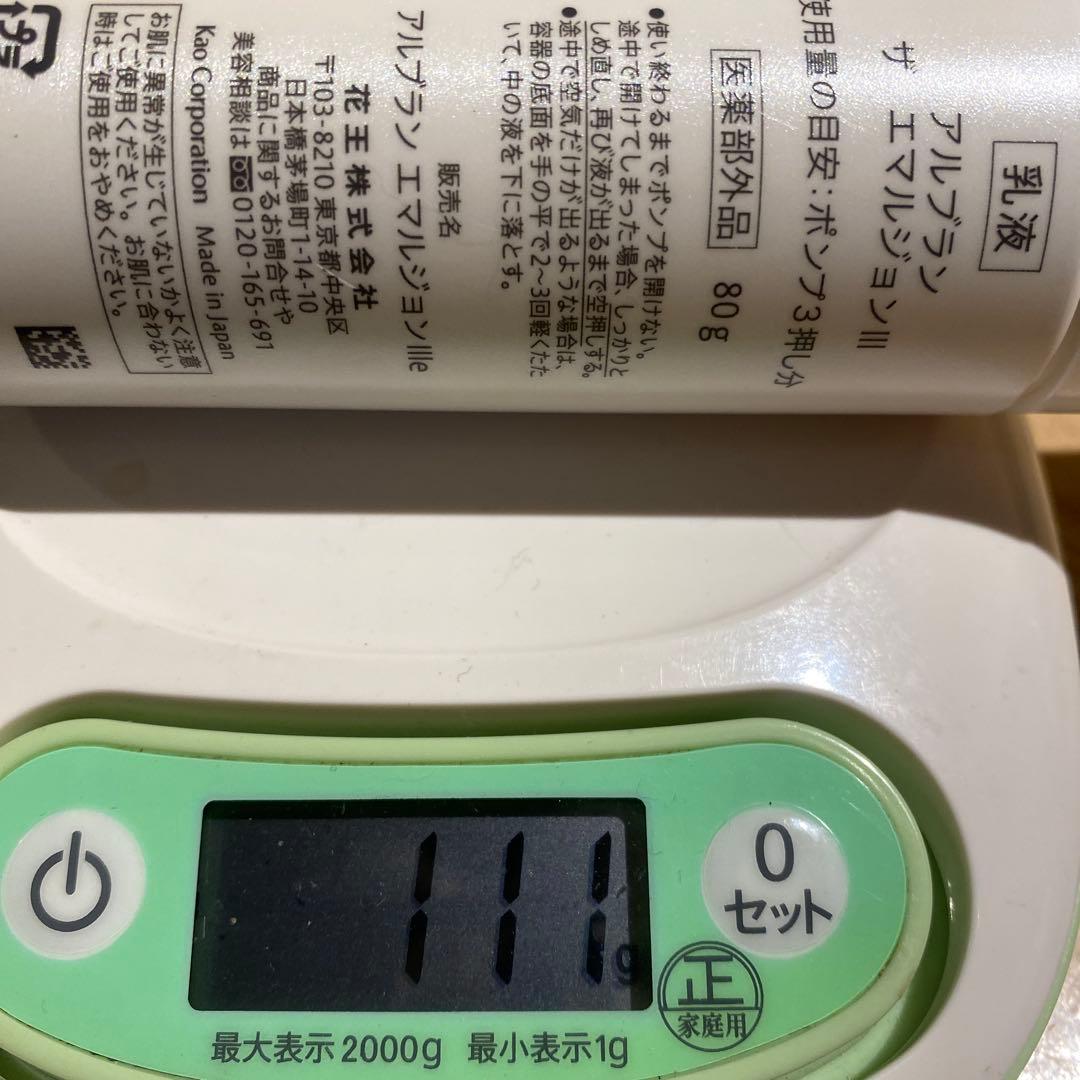 乳液
アルブラン
ザ エマルジョンIII
使用量の目安:ポンプ3押し分
医薬部外品 80g
●使い終わるまでポンプを開けない。
途中で開けてしまった場合、しっかりと
しめ直し、再び液が出るまで空押しする。
●途中で空気だけが出るような場合は、
容器の底面を手の平で2〜3回軽くたた
いて、中の液を下に落とす。
販売名
アルブラン エマルジョンIIIe
花王株式会社
〒103-8210 東京都中央区
日本橋茅場町1-14-10
商品に関するお問合せや
美容相談は 0120-165-691
Kao Corporation Made in Japan
お肌に異常が生じていないかよく注意
してご使用ください。お肌に合わない
時はご使用をおやめください。
プラ
111g
0
セット
正
家庭用
最大表示2000g 最小表示1g